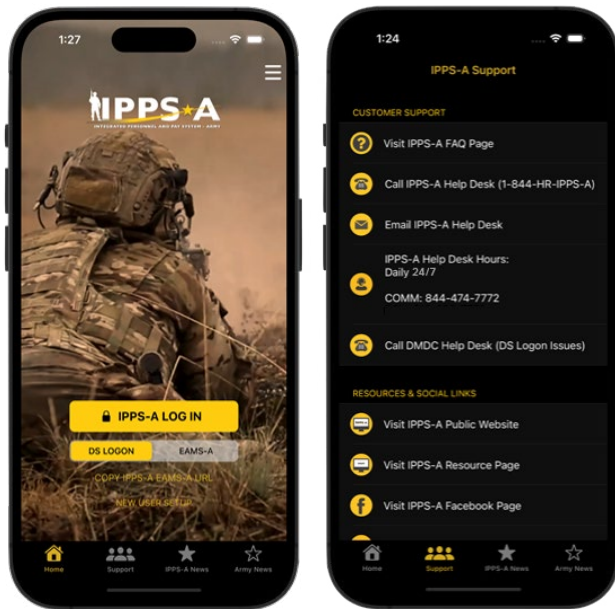 1:27
IPPS★A
INTEGRATED PERSONNEL AND PAY SYSTEM - ARMY
IPPS-A LOG IN
DS LOGON
EAMS-A
COPY IPPS-A EAMS-A URL
NEW USER SETUP
Home
Support
IPPS-A News
Army News
1:24
IPPS-A Support
CUSTOMER SUPPORT
Visit IPPS-A FAQ Page
Call IPPS-A Help Desk (1-844-HR-IPPS-A)
Email IPPS-A Help Desk
IPPS-A Help Desk Hours:
Daily 24/7
COMM: 844-474-7772
Call DMDC Help Desk (DS Logon Issues)
RESOURCES & SOCIAL LINKS
Visit IPPS-A Public Website
Visit IPPS-A Resource Page
Visit IPPS-A Facebook Page
Home
Support
IPPS-A News
Army News